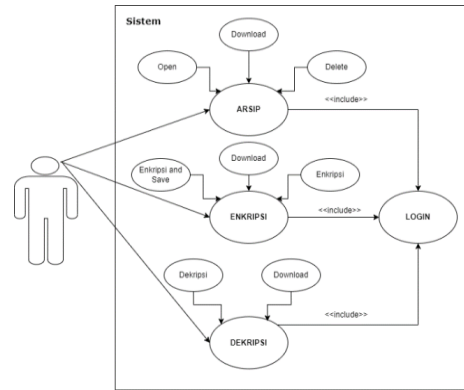 Sistem
Download
Open
Delete
ARSIP
<<include>>
Download
Enkripsi and
Save
Enkripsi
ENKRIPSI
<<include>>
LOGIN
Dekripsi
Download
<<include>>
DEKRIPSI